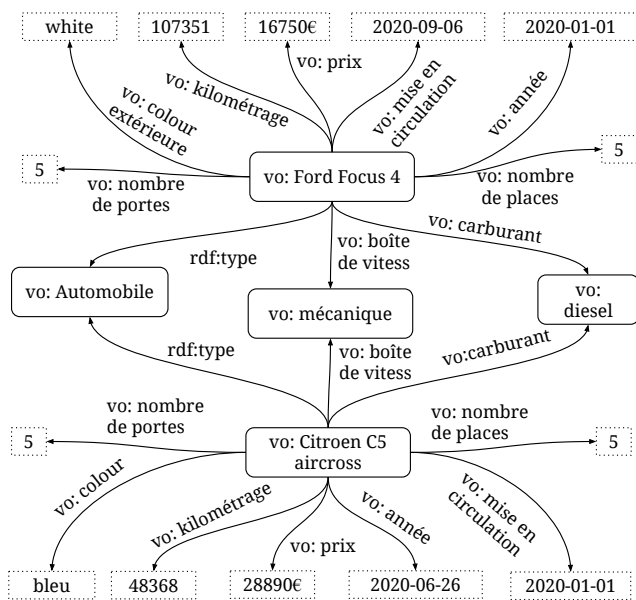 white
107351
16750€
2020-09-06
2020-01-01
vo: colour
extérieure
vo: kilométrage
vo: prix
vo: mise en
circulation
vo: année
5
vo: nombre
de portes
vo: Ford Focus 4
vo: nombre
de places
5
rdf:type
vo: boîte
de vitess
vo: carburant
vo: Automobile
vo: mécanique
vo:
diesel
rdf:type
vo: boîte
de vitess
vo:carburant
5
vo: nombre
de portes
vo: Citroen C5
aircross
vo: nombre
de places
5
vo: colour
vo: kilométrage
vo: prix
vo: année
vo: mise en
circulation
bleu
48368
28890€
2020-06-26
2020-01-01